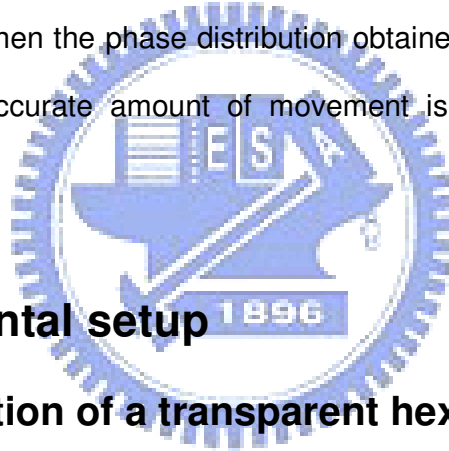 hen the phase distribution obtaine
ccurate amount of movement is
E S A
1896
ntal setup
tion of a transparent hex